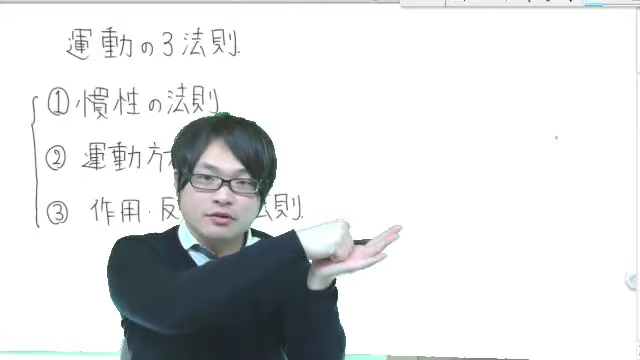 運動の3法則
① 慣性の法則
② 運動方
③ 作用・反 法則